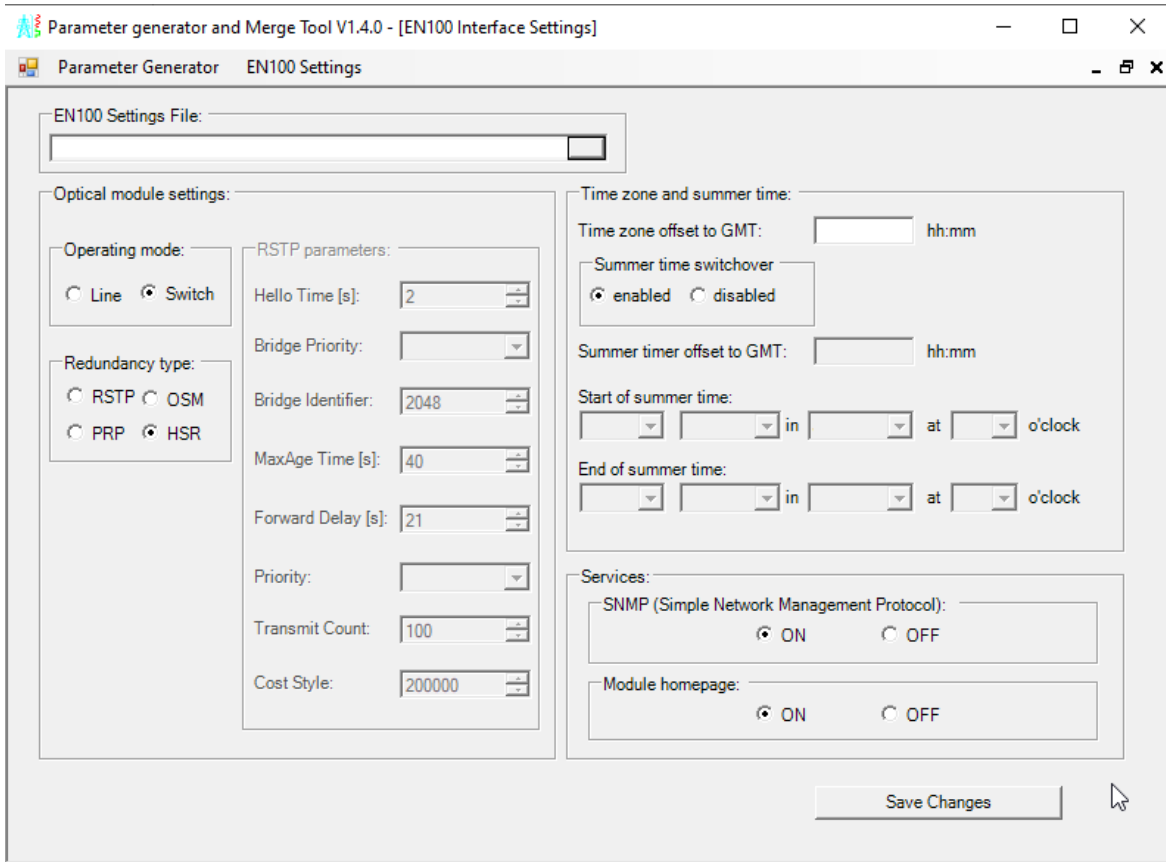 Parameter generator and Merge Tool V1.4.0 - [EN100 Interface Settings]
Parameter Generator EN100 Settings
EN100 Settings File:
Optical module settings:
Operating mode:
Line Switch
Redundancy type:
RSTP OSM
PRP HSR
RSTP parameters:
Hello Time [s]: 2
Bridge Priority:
Bridge Identifier: 2048
MaxAge Time [s]: 40
Forward Delay [s]: 21
Priority:
Transmit Count: 100
Cost Style: 200000
Time zone and summer time:
Time zone offset to GMT: hh:mm
Summer time switchover
enabled disabled
Summer timer offset to GMT: hh:mm
Start of summer time:
in at o'clock
End of summer time:
in at o'clock
Services:
SNMP (Simple Network Management Protocol):
ON OFF
Module homepage:
ON OFF
Save Changes